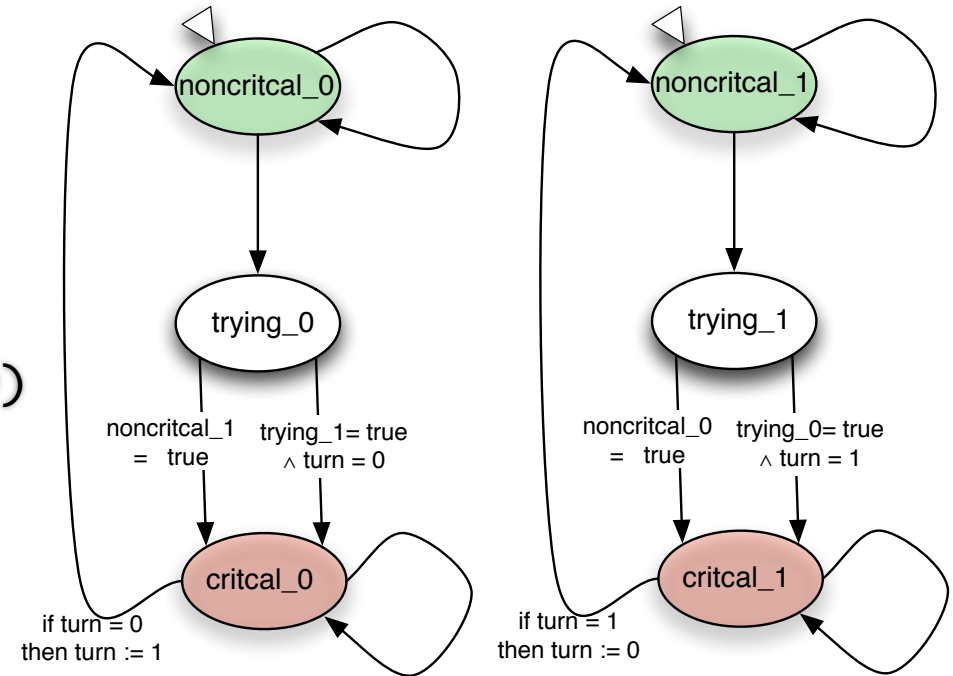 noncritcal_0
trying_0
noncritcal_1
= true
trying_1= true
∧ turn = 0
critcal_0
if turn = 0
then turn := 1
noncritcal_1
trying_1
noncritcal_0
= true
trying_0= true
∧ turn = 1
critcal_1
if turn = 1
then turn := 0